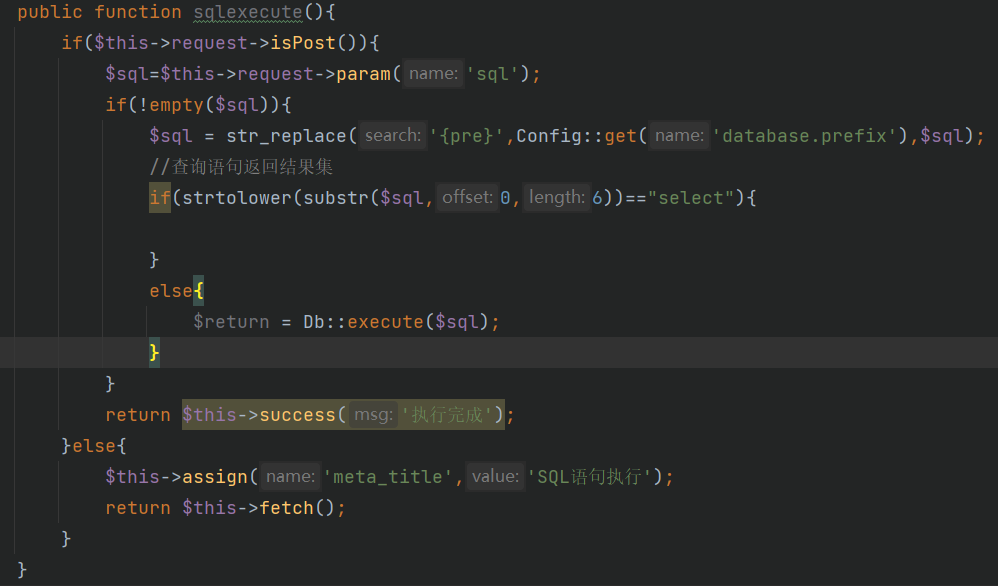 public function sqlexecute(){
if($this->request->isPost()){
$sql=$this->request->param( name: 'sql');
if(!empty($sql)){
$sql = str_replace( search: '{pre}',Config::get( name: 'database.prefix'),$sql);
//查询语句返回结果集
if(strtolower(substr($sql, offset: 0, length: 6))=="select"){
}
else{
$return = Db::execute($sql);
}
}
return $this->success( msg: '执行完成');
}else{
$this->assign( name: 'meta_title', value: 'SQL语句执行');
return $this->fetch();
}
}